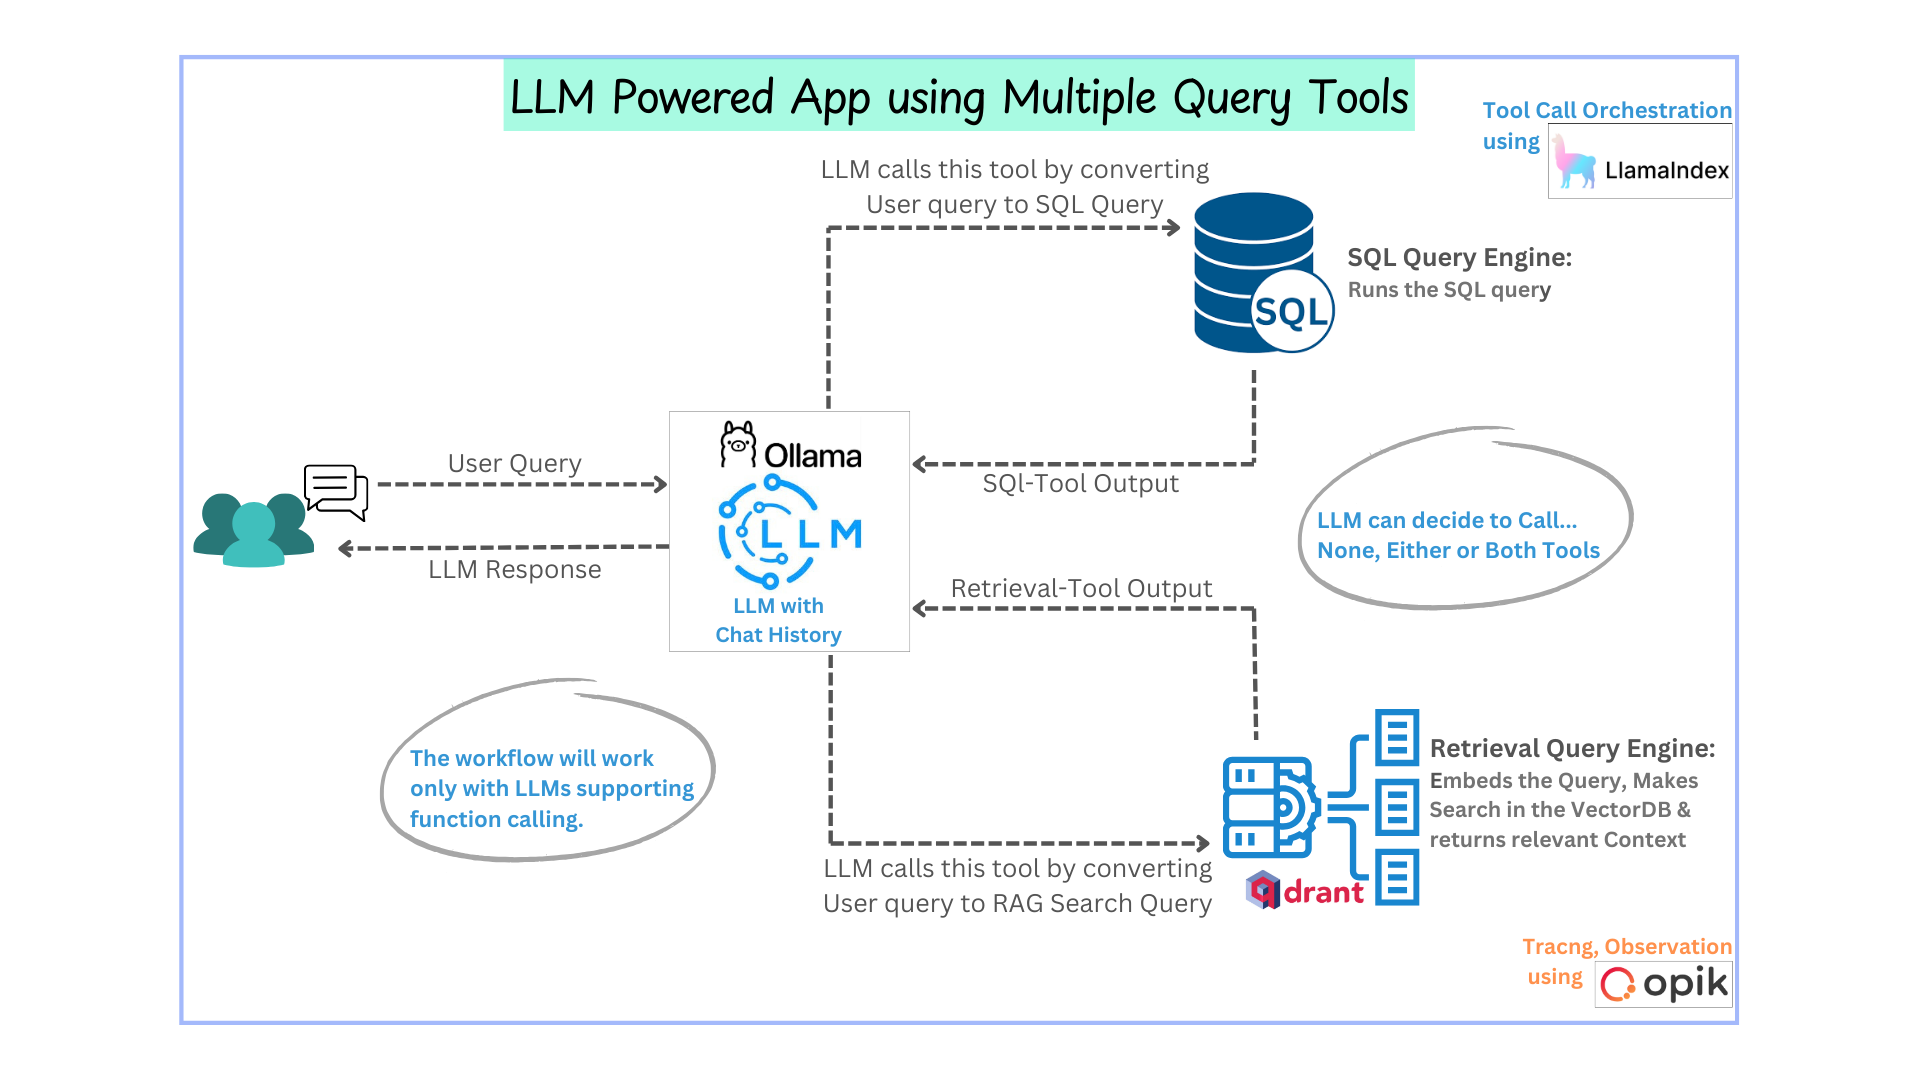 LLM Powered App using Multiple Query Tools
Tool Call Orchestration
using
LlamaIndex
LLM calls this tool by converting
User query to SQL Query
SQL
SQL Query Engine:
Runs the SQL query
User Query
LLM Response
Ollama
LLM
LLM with
Chat History
SQl-Tool Output
Retrieval-Tool Output
LLM can decide to Call...
None, Either or Both Tools
The workflow will work
only with LLMs supporting
function calling.
LLM calls this tool by converting
User query to RAG Search Query
qdrant
Retrieval Query Engine:
Embeds the Query, Makes
Search in the VectorDB &
returns relevant Context
Tracng, Observation
using
opik